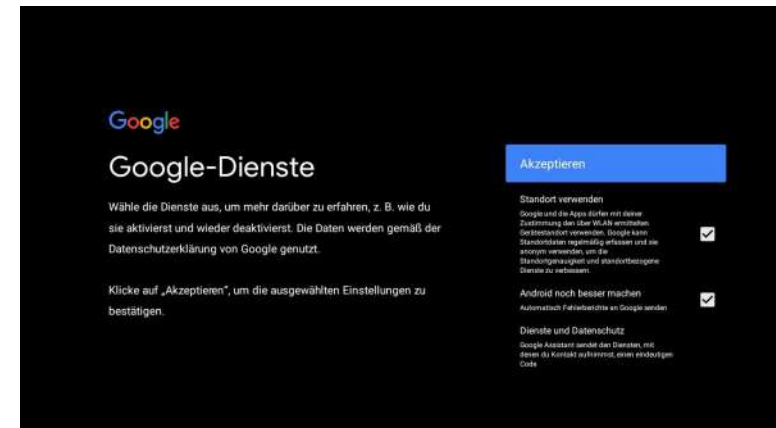 Google
Google-Dienste
Wähle die Dienste aus, um mehr darüber zu erfahren, z. B. wie du
sie aktivierst und wieder deaktivierst. Die Daten werden gemäß der
Datenschutzerklärung von Google genutzt.
Klicke auf „Akzeptieren“, um die ausgewählten Einstellungen zu
bestätigen.
Akzeptieren
Standort verwenden
Google und die Apps dürfen mit deiner
Zustimmung den über WLAN ermittelten
Gerätestandort verwenden. Google kann
Standortdaten regelmäßig erfassen und sie
anonym verwenden, um die
Standortgenauigkeit und standortbezogene
Dienste zu verbessern.
Android noch besser machen
Automatisch Fehlerberichte an Google senden
Dienste und Datenschutz
Google Assistant sendet den Diensten, mit
denen du Kontakt aufnimmst, einen eindeutigen
Code